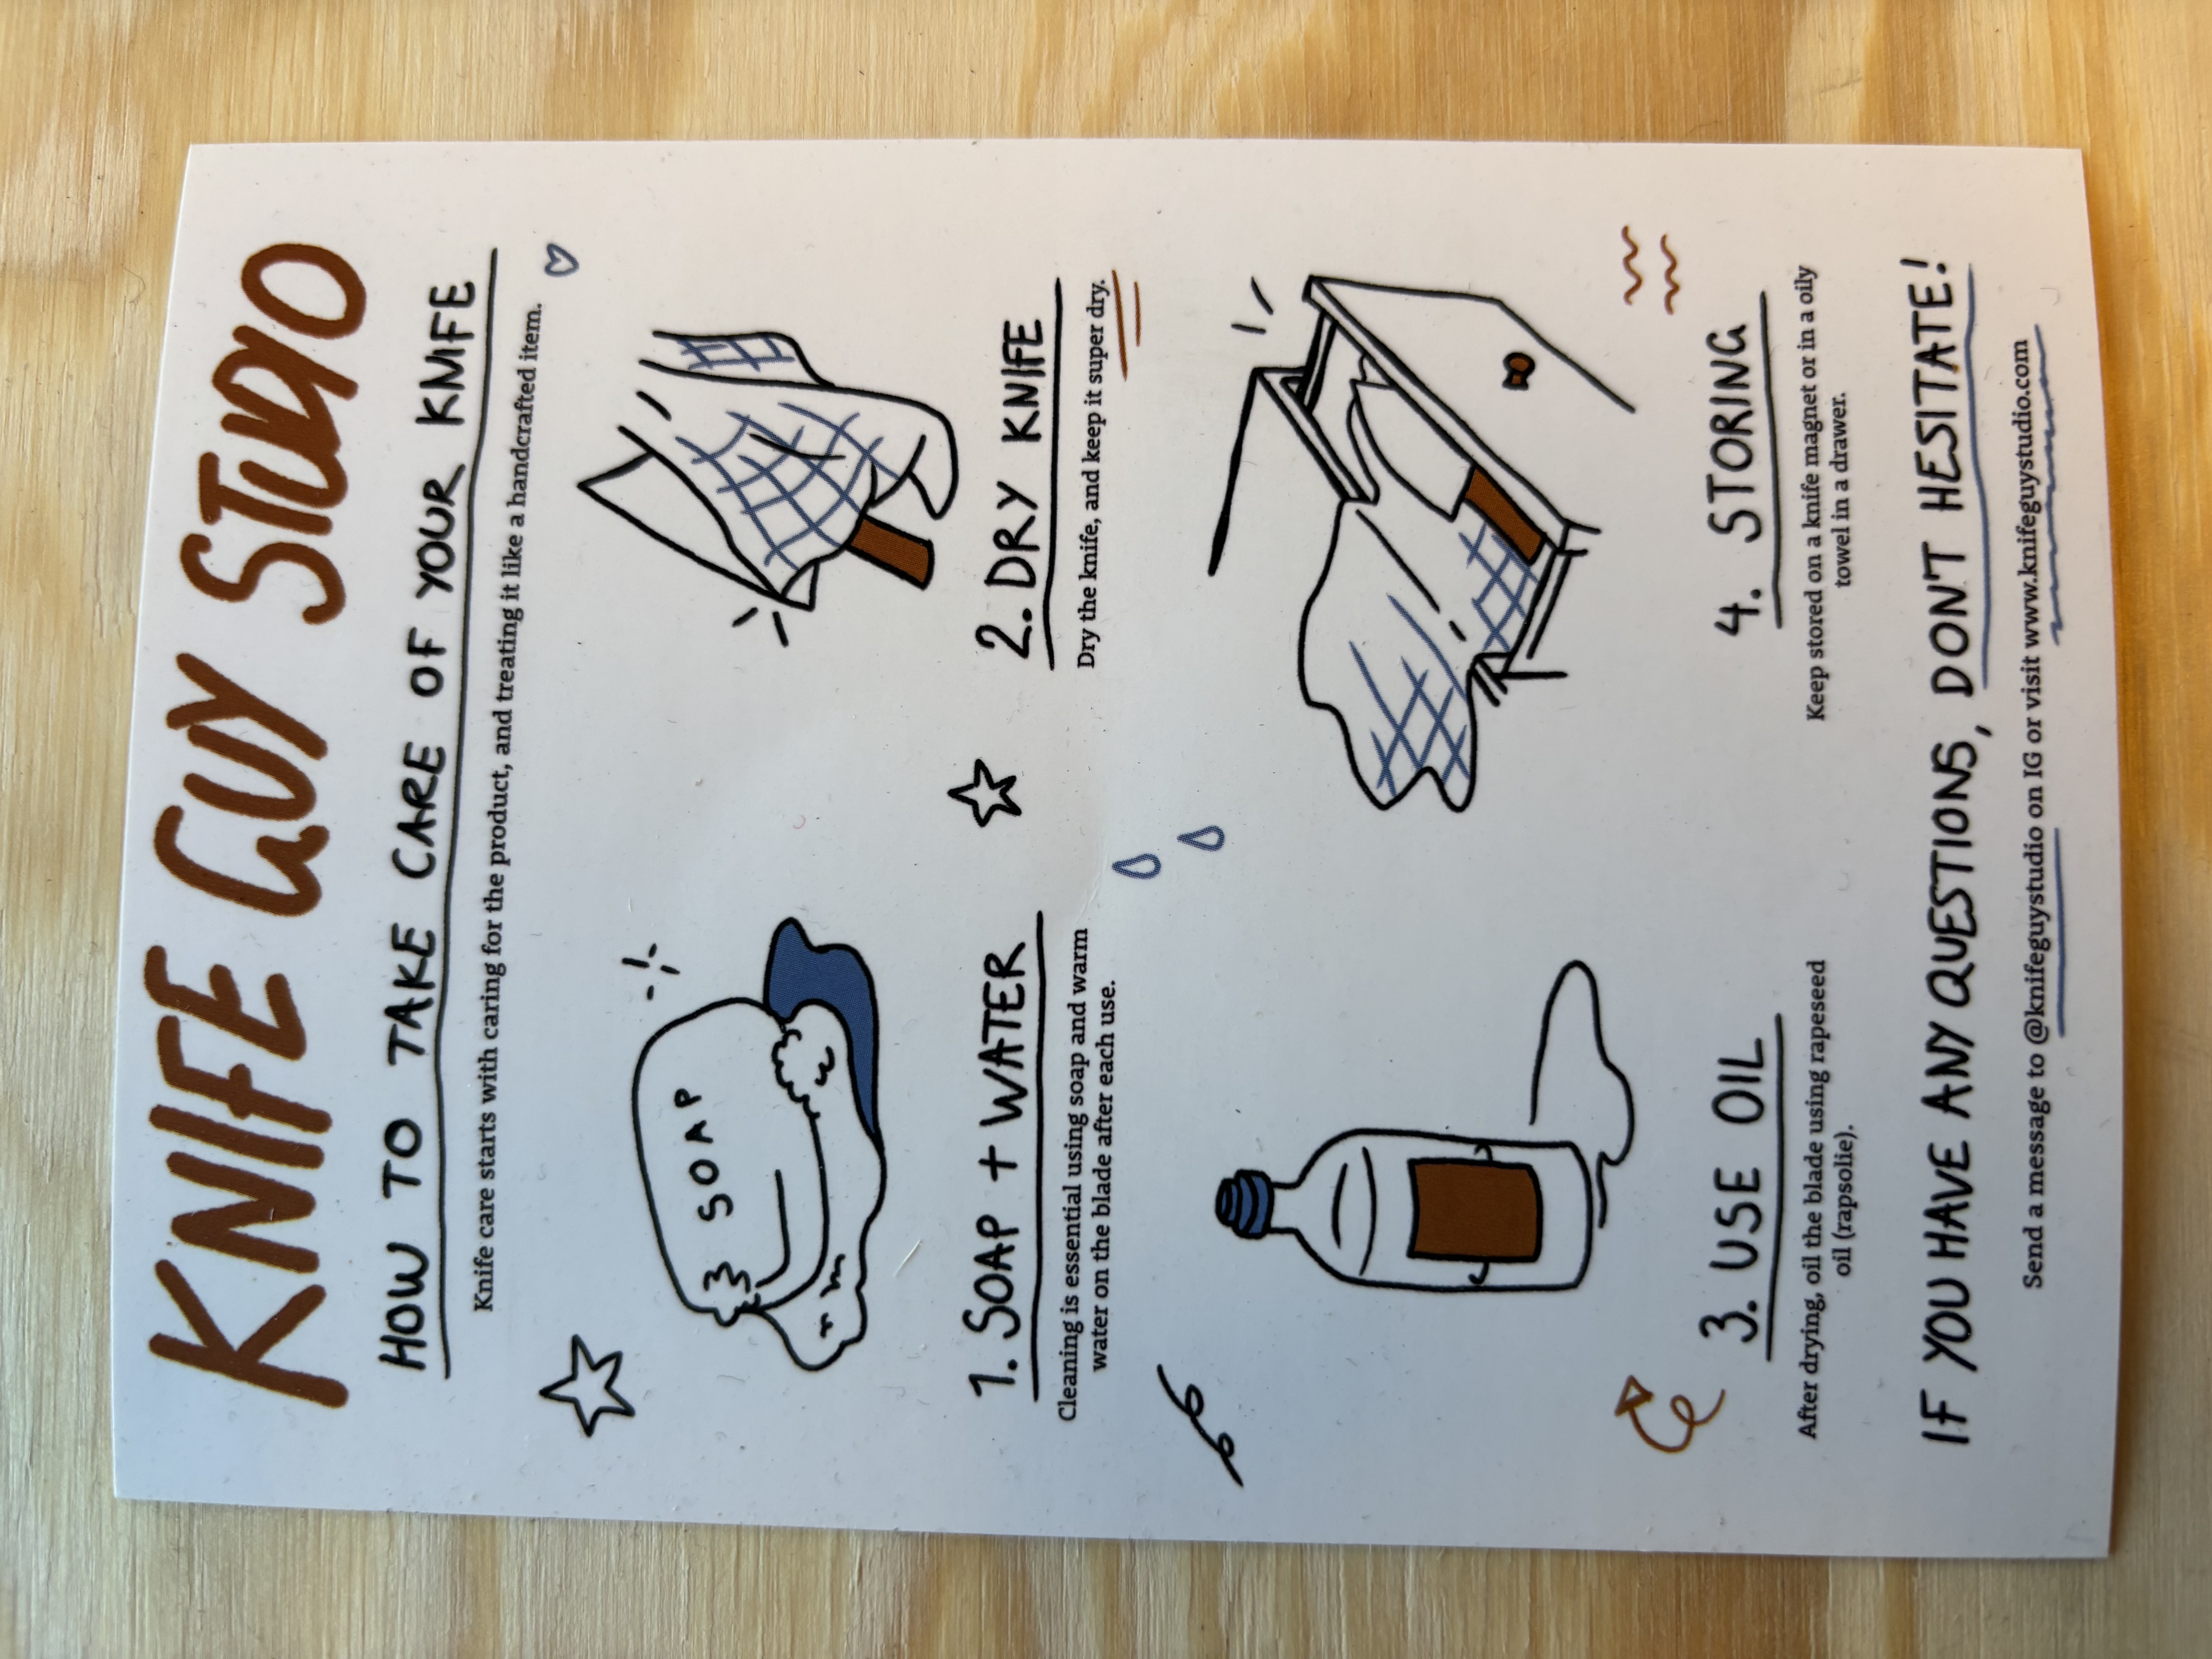 KNIFE GUY STUDIO
HOW TO TAKE CARE OF YOUR KNIFE
Knife care starts with caring for the product, and treating it like a handcrafted item.
SOAP
1. SOAP + WATER
Cleaning is essential using soap and warm
water on the blade after each use.
2. DRY KNIFE
Dry the knife, and keep it super dry.
3. USE OIL
After drying, oil the blade using rapeseed
oil (rapsolie).
4. STORING
Keep stored on a knife magnet or in a oily
towel in a drawer.
IF YOU HAVE ANY QUESTIONS, DONT HESITATE!
Send a message to @knifeguystudio on IG or visit www.knifeguystudio.com